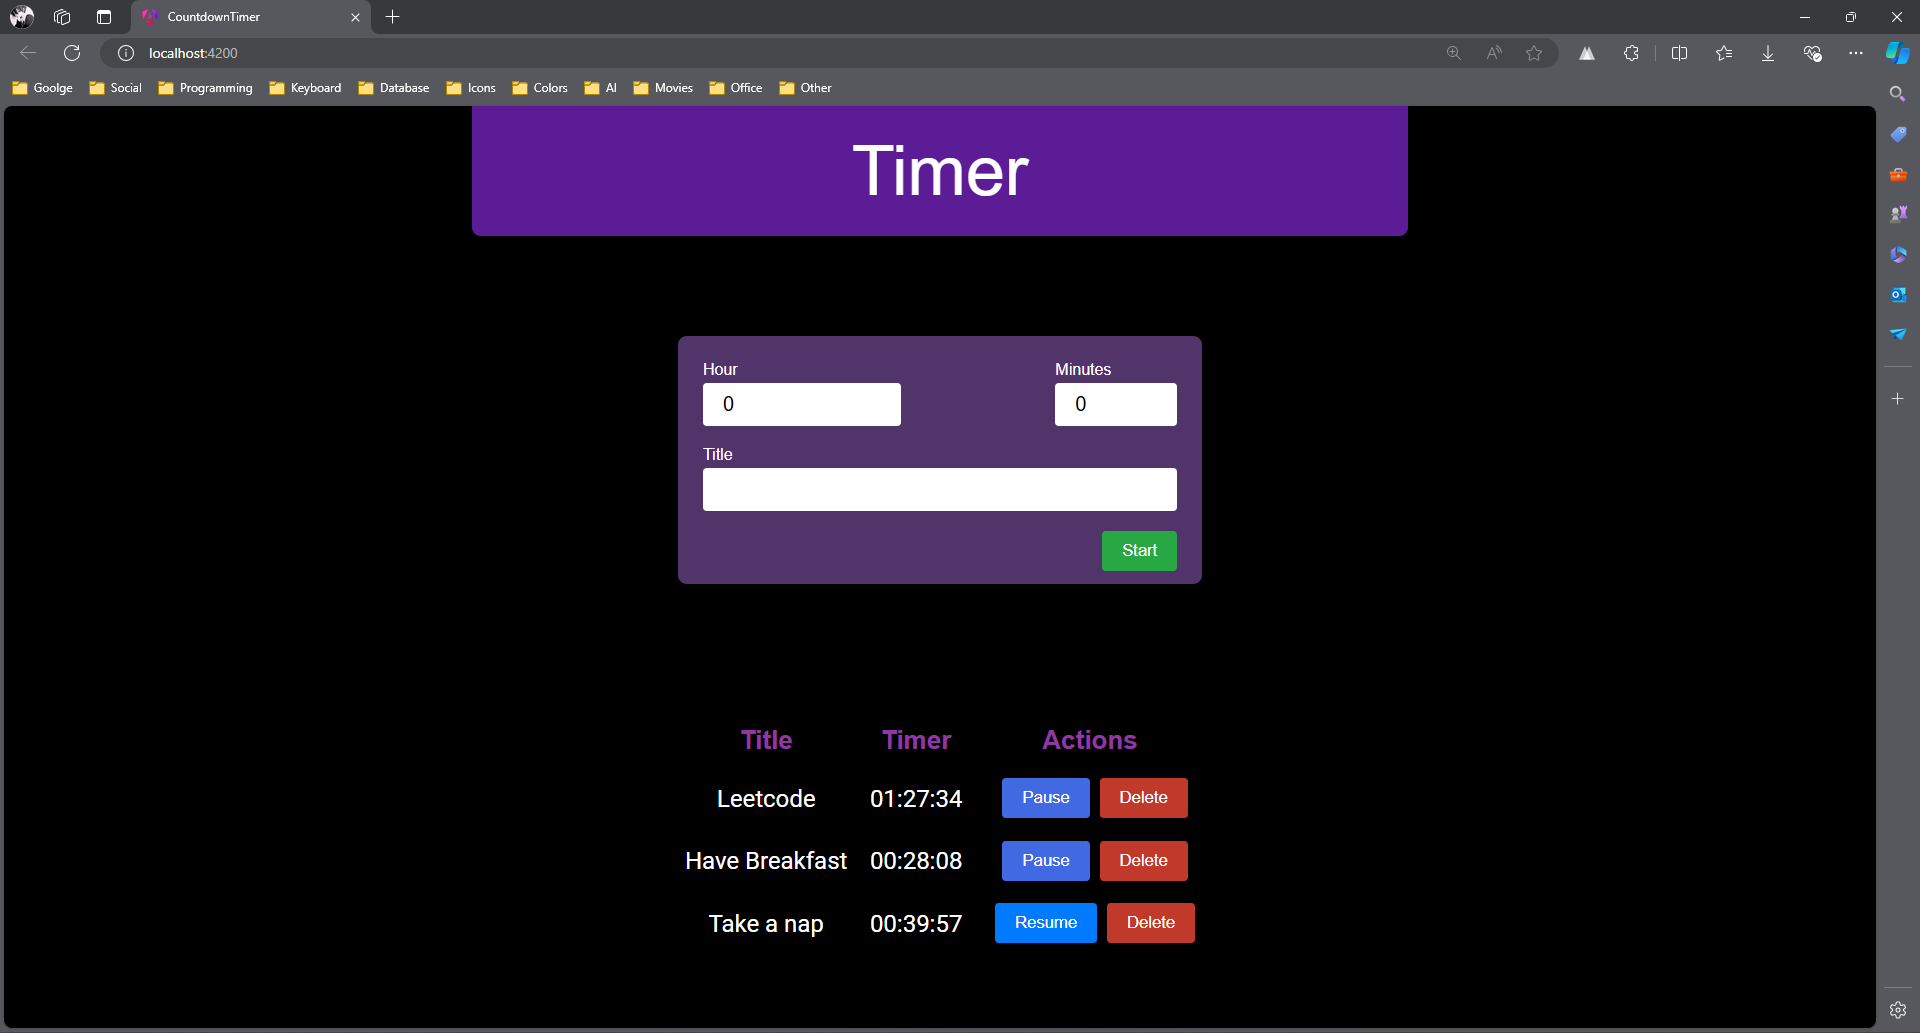 CountdownTimer
localhost:4200
Goolge Social Programming Keyboard Database Icons Colors AI Movies Office Other
Timer
Hour Minutes
0 0
Title
Start
Title Timer Actions
Leetcode 01:27:34 Pause Delete
Have Breakfast 00:28:08 Pause Delete
Take a nap 00:39:57 Resume Delete